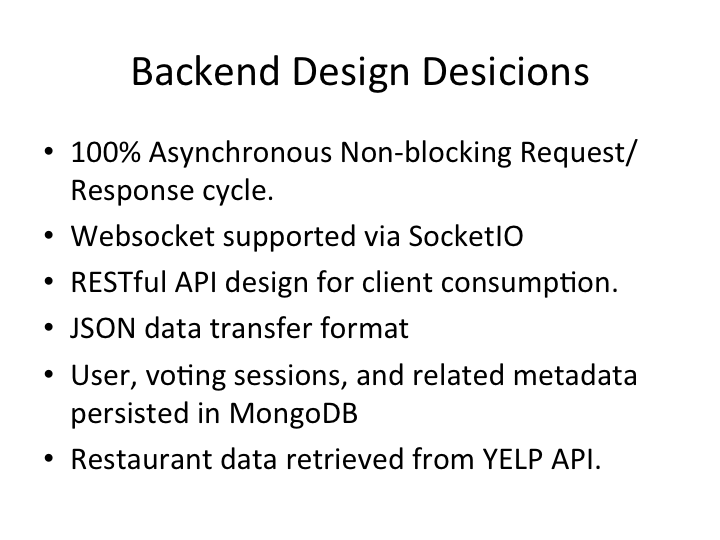 Backend Design Desicions
• 100% Asynchronous Non-blocking Request/
Response cycle.
• Websocket supported via SocketIO
• RESTful API design for client consumption.
• JSON data transfer format
• User, voting sessions, and related metadata
persisted in MongoDB
• Restaurant data retrieved from YELP API.